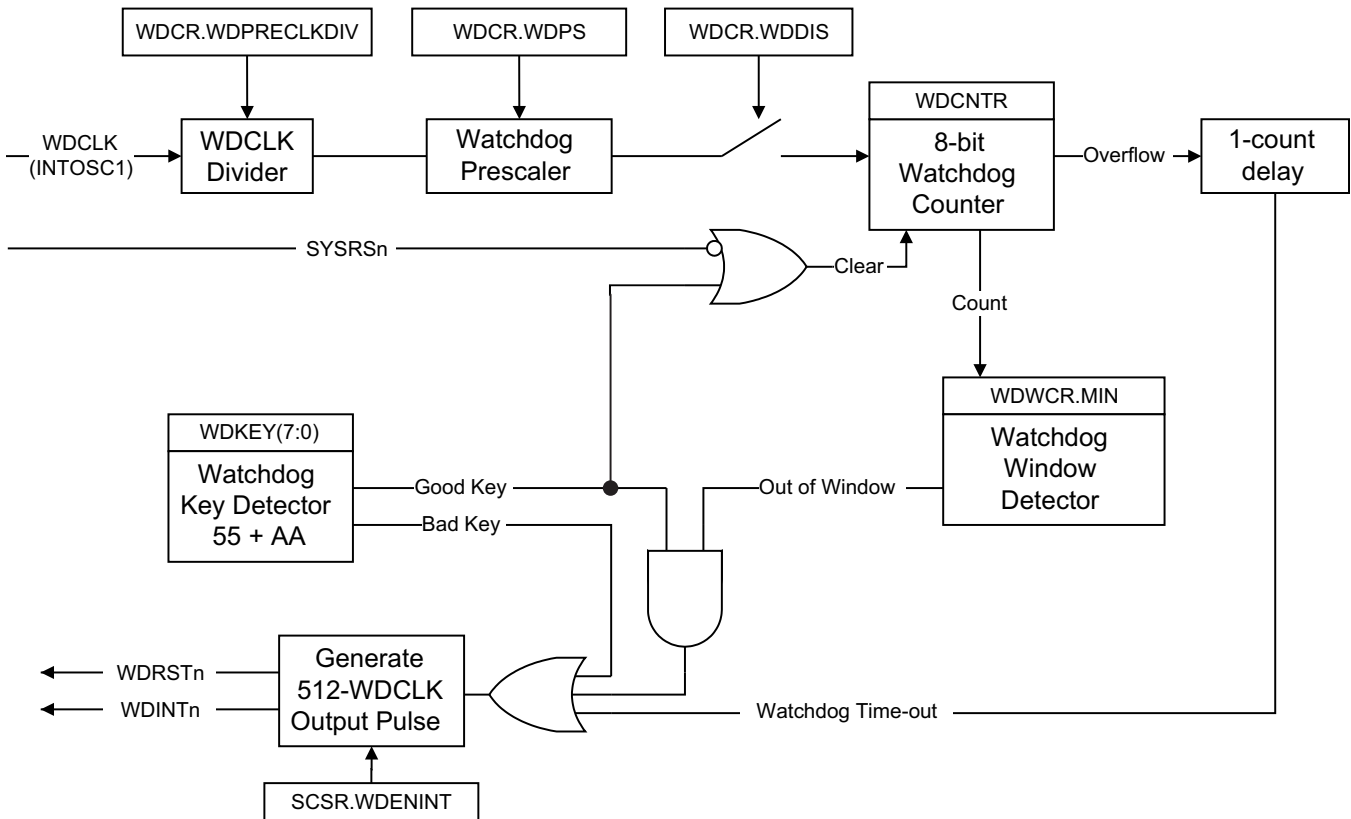 WDCR.WDPRECLKDIV
WDCR.WDPS
WDCR.WDDIS
WDCNTR
WDCLK
(INTOSC1)
WDCLK
Divider
Watchdog
Prescaler
8-bit
Watchdog
Counter
Overflow
1-count
delay
SYSRSn
Clear
Count
WDWCR.MIN
Watchdog
Window
Detector
WDKEY(7:0)
Watchdog
Key Detector
55 + AA
Good Key
Bad Key
Out of Window
Generate
512-WDCLK
Output Pulse
WDRSTn
WDINTn
Watchdog Time-out
SCSR.WDENINT